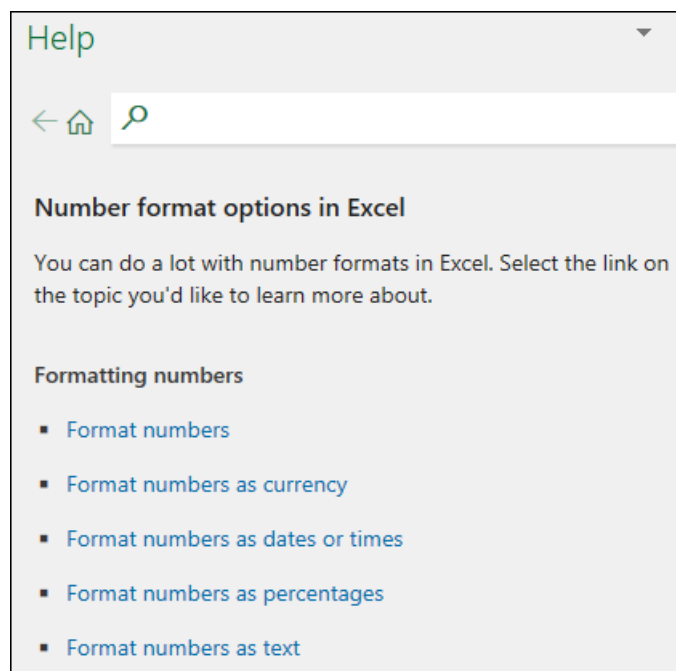 Help
Number format options in Excel
You can do a lot with number formats in Excel. Select the link on
the topic you'd like to learn more about.
Formatting numbers
Format numbers
Format numbers as currency
Format numbers as dates or times
Format numbers as percentages
Format numbers as text